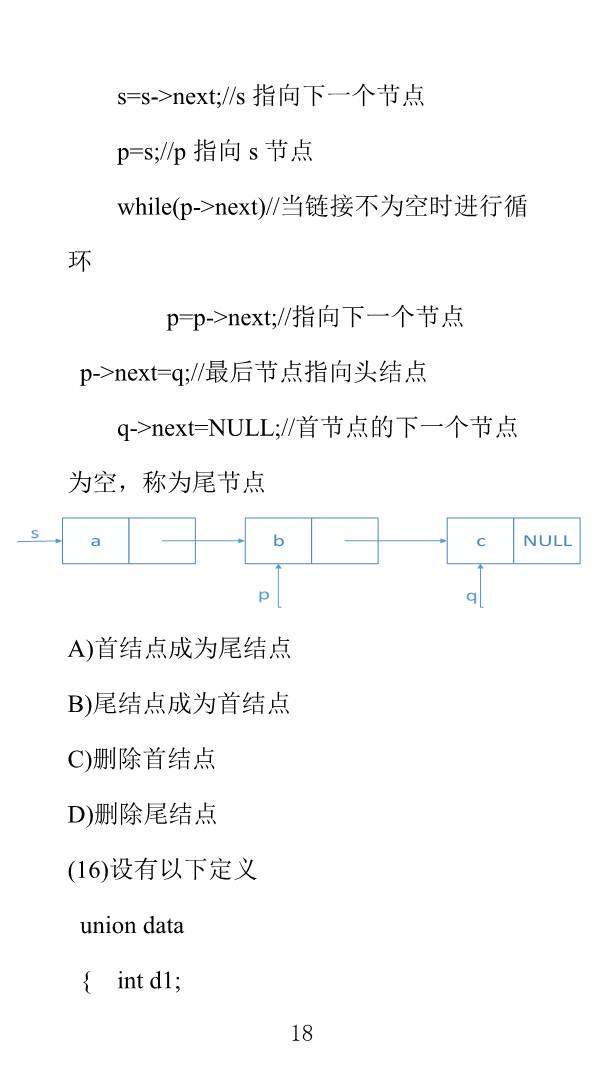 s=s->next;//s 指向下一个节点
p=s;//p 指向 s 节点
while(p->next)//当链接不为空时进行循
环
p=p->next;//指向下一个节点
p->next=q;//最后节点指向头结点
q->next=NULL;//首节点的下一个节点
为空，称为尾节点
s a b c NULL
p q
A)首结点成为尾结点
B)尾结点成为首结点
C)删除首结点
D)删除尾结点
(16)设有以下定义
union data
{ int d1;
18